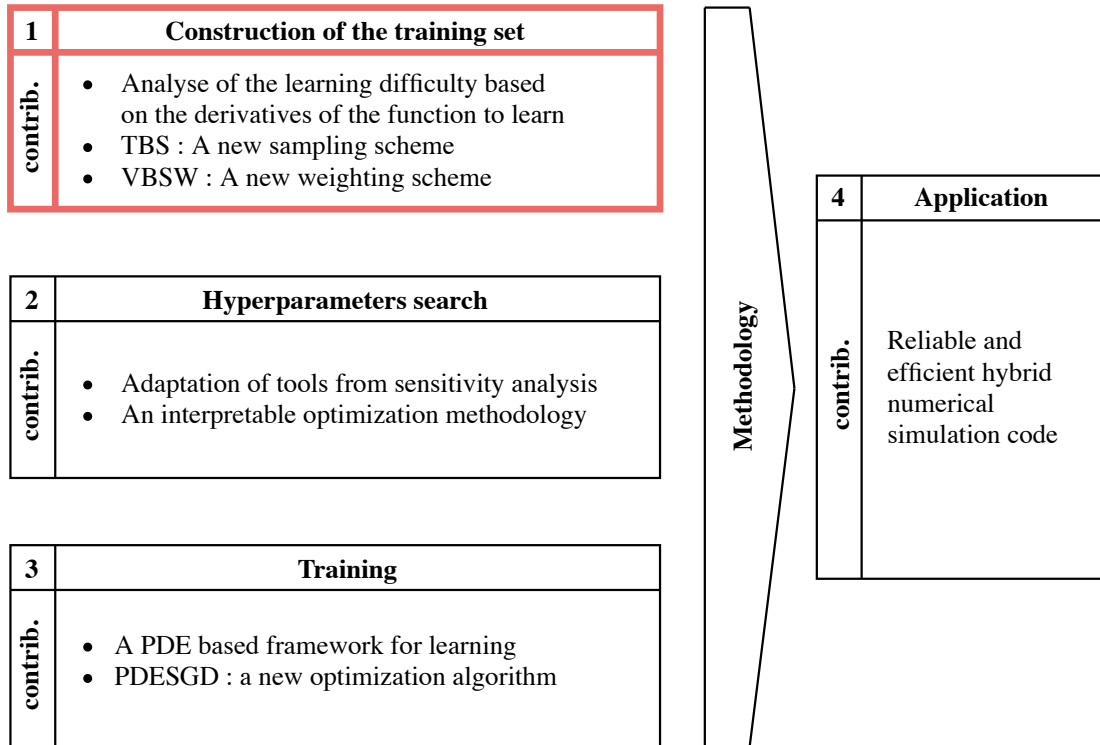 1 Construction of the training set
contrib.
• Analyse of the learning difficulty based
on the derivatives of the function to learn
• TBS : A new sampling scheme
• VBSW : A new weighting scheme
2 Hyperparameters search
contrib.
• Adaptation of tools from sensitivity analysis
• An interpretable optimization methodology
3 Training
contrib.
• A PDE based framework for learning
• PDESGD : a new optimization algorithm
Methodology
4 Application
contrib.
Reliable and
efficient hybrid
numerical
simulation code